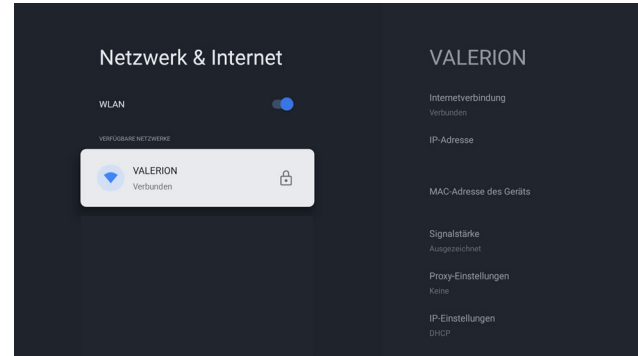 Netzwerk & Internet
WLAN
VERFÜGBARE NETZWERKE
VALERION
Verbunden
VALERION
Internetverbindung
Verbunden
IP-Adresse
MAC-Adresse des Geräts
Signalstärke
Ausgezeichnet
Proxy-Einstellungen
Keine
IP-Einstellungen
DHCP